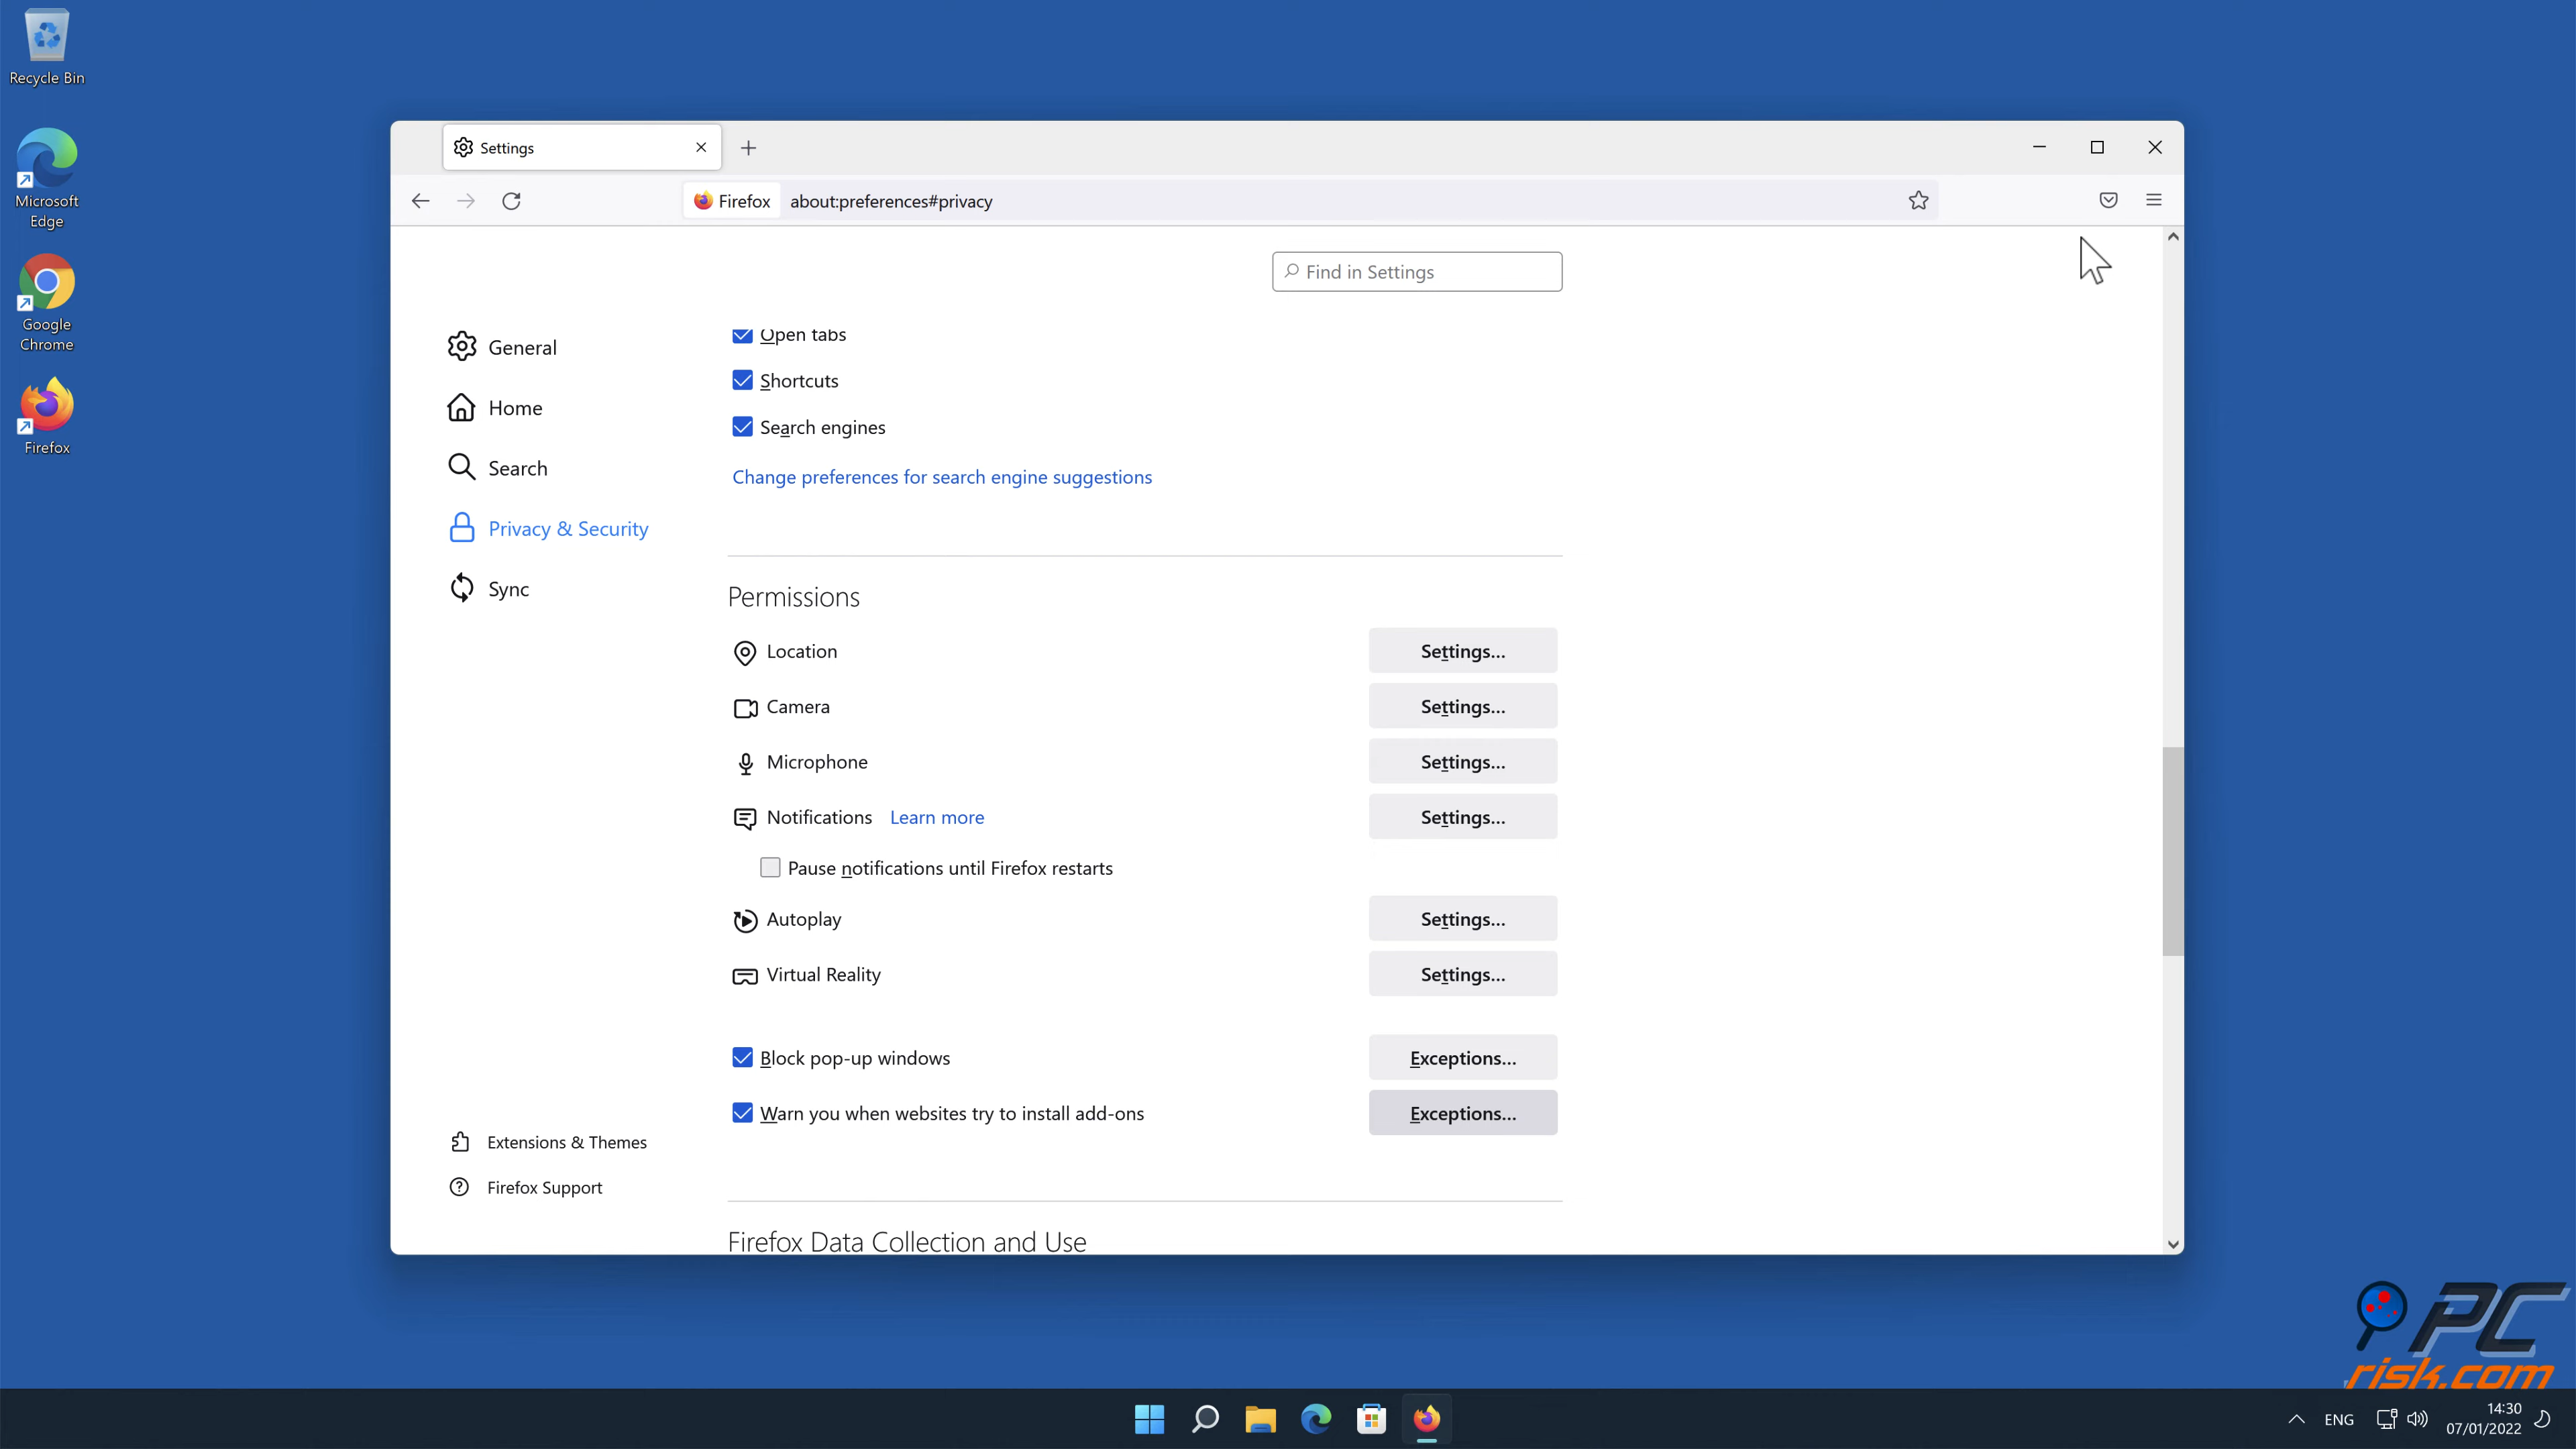 Recycle Bin
Microsoft
Edge
Google
Chrome
Firefox
Settings
Firefox
about:preferences#privacy
Find in Settings
General
Home
Search
Privacy & Security
Sync
Extensions & Themes
Firefox Support
Open tabs
Shortcuts
Search engines
Change preferences for search engine suggestions
Permissions
Location Settings...
Camera Settings...
Microphone Settings...
Notifications Learn more Settings...
Pause notifications until Firefox restarts
Autoplay Settings...
Virtual Reality Settings...
Block pop-up windows Exceptions...
Warn you when websites try to install add-ons Exceptions...
Firefox Data Collection and Use
PC
risk.com
ENG
14:30
07/01/2022